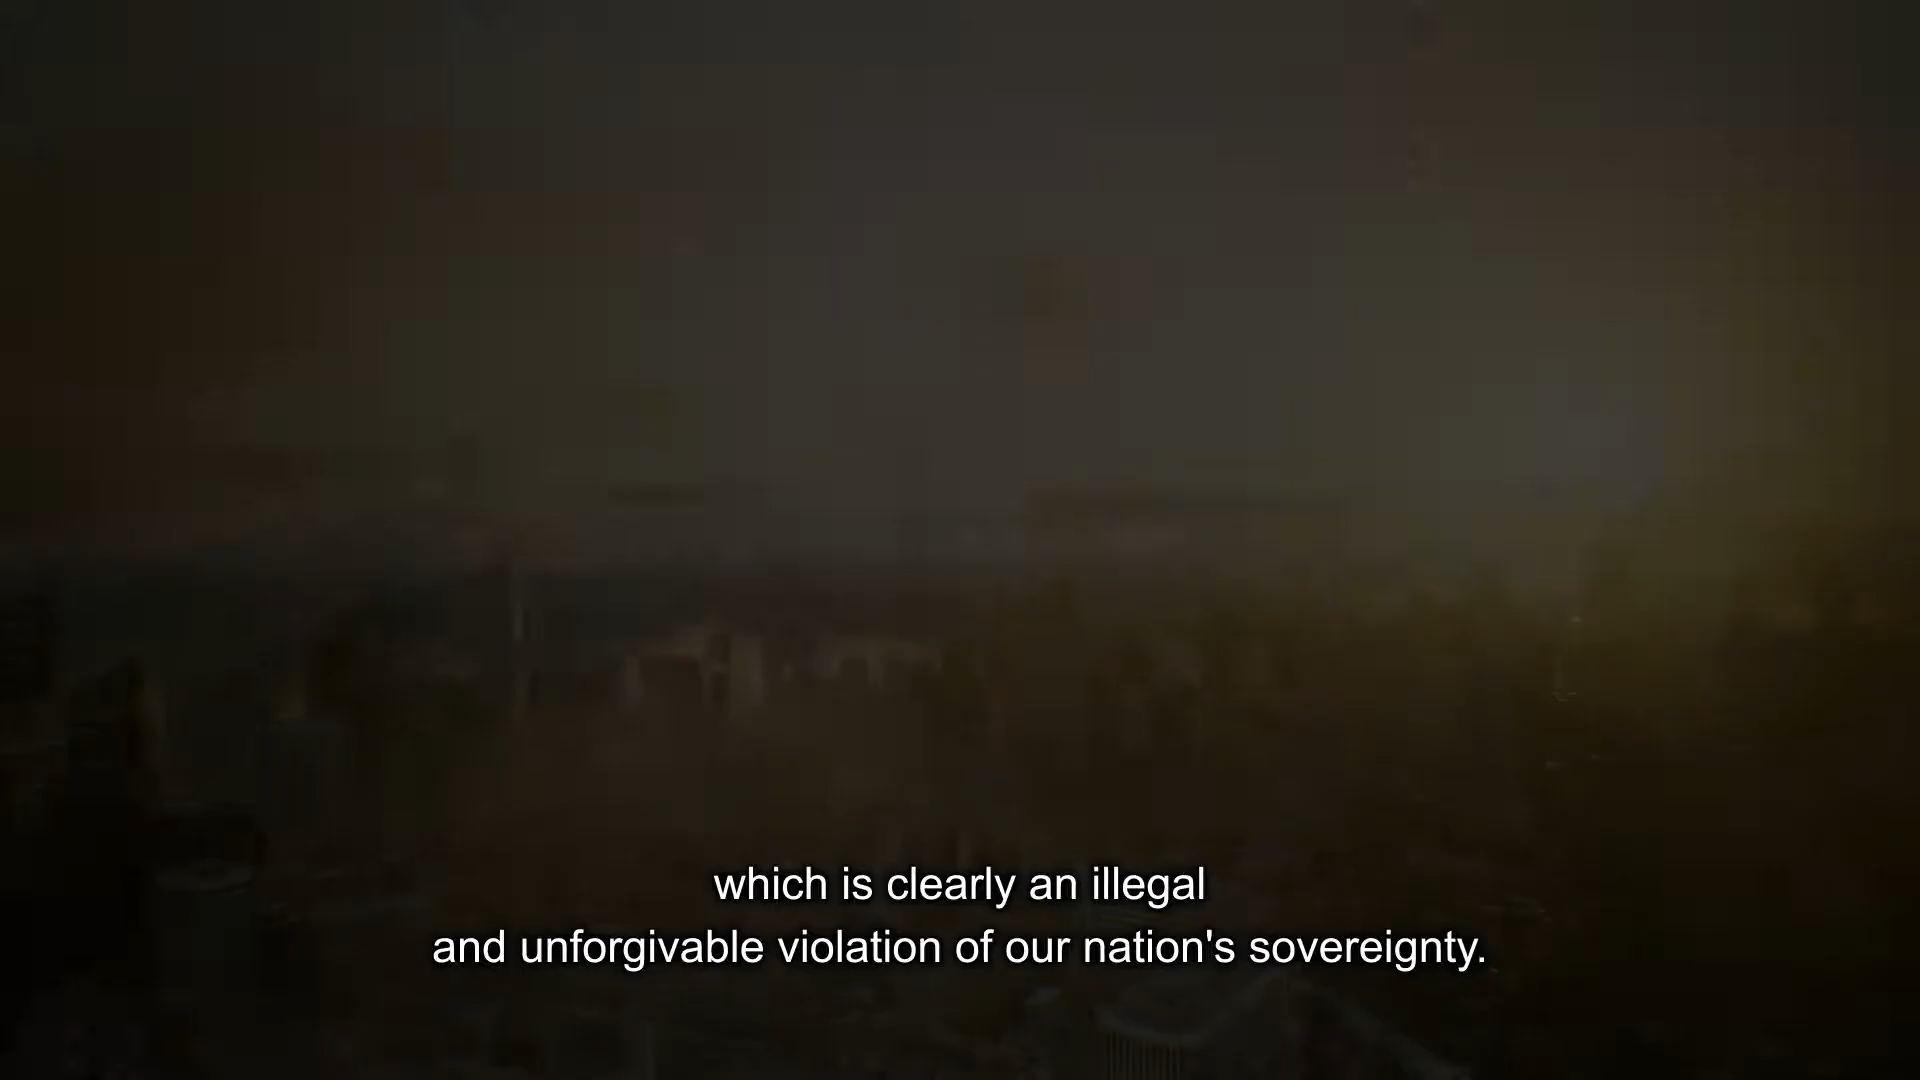 which is clearly an illegal
and unforgivable violation of our nation's sovereignty.